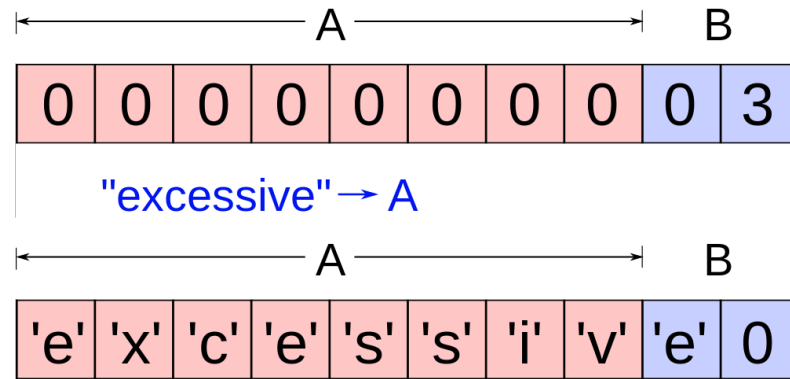 A B
0 0 0 0 0 0 0 0 0 3
"excessive" → A
A B
'e' 'x' 'c' 'e' 's' 's' 'i' 'v' 'e' 0